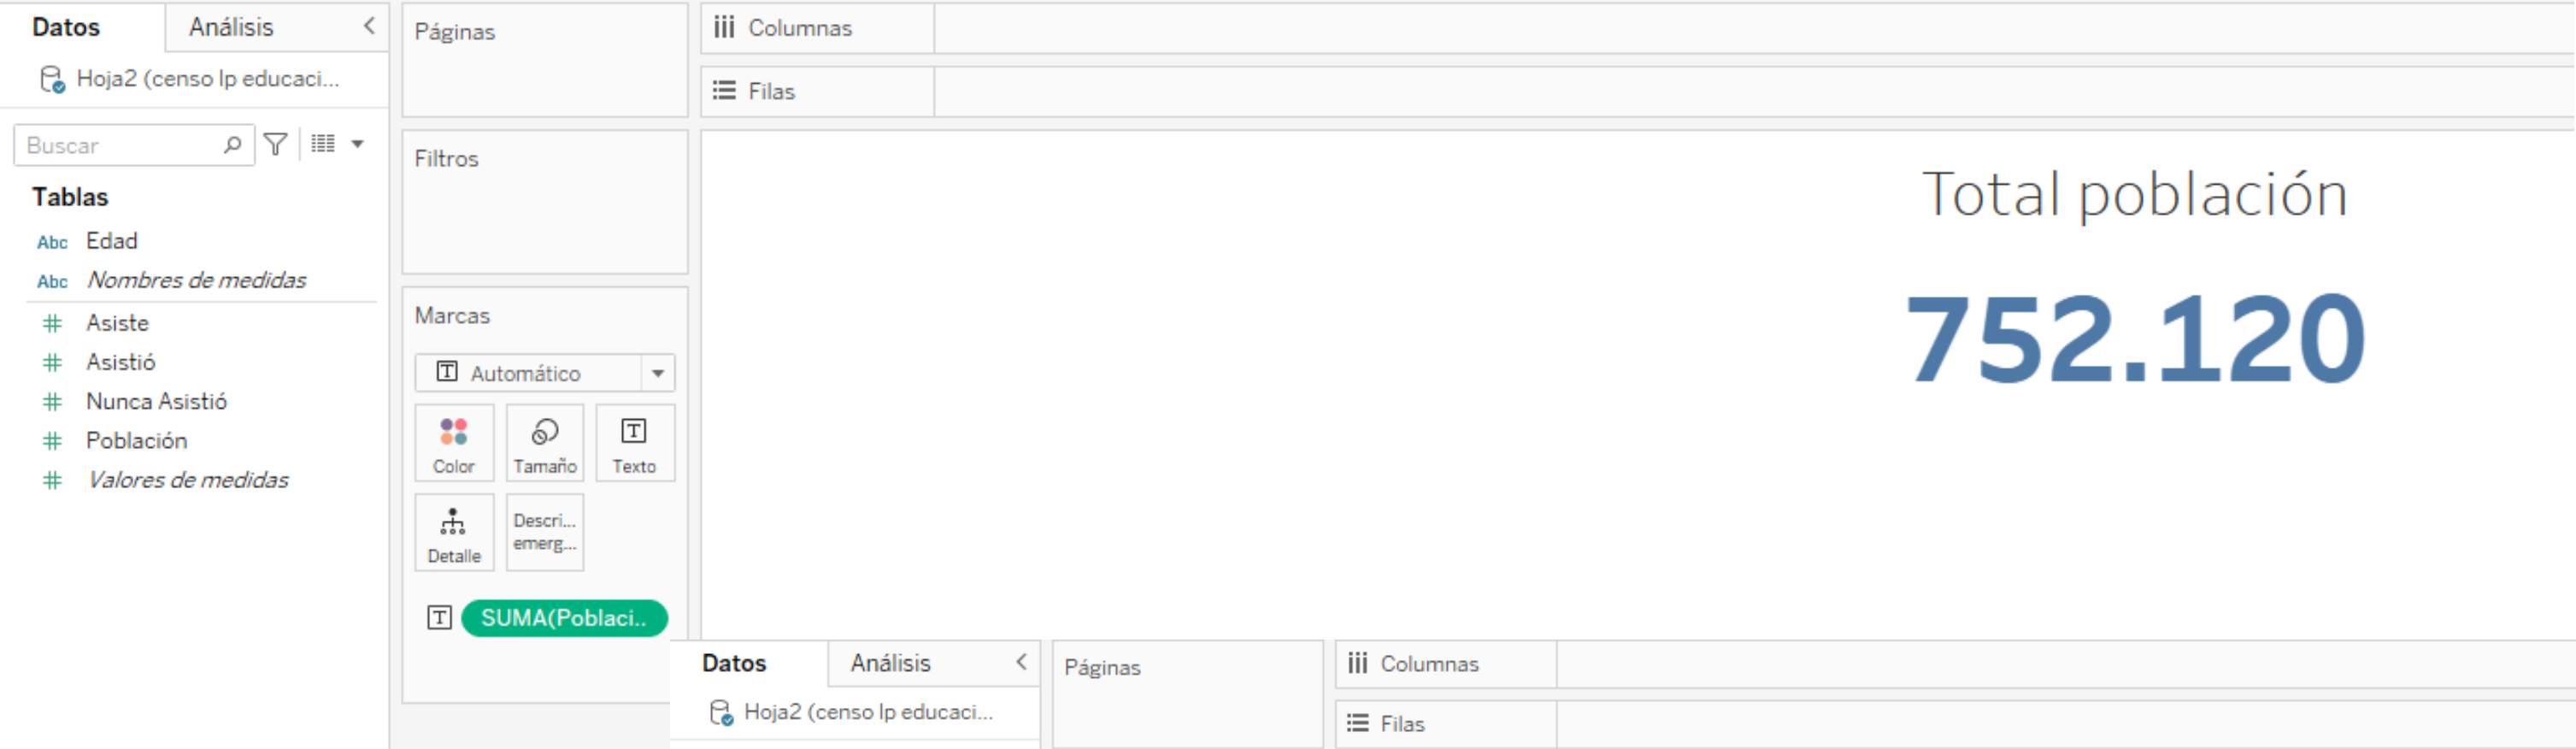 Datos
Análisis
Hoja2 (censo lp educaci...
Buscar
Tablas
Abc Edad
Abc Nombres de medidas
Asiste
Asistió
Nunca Asistió
Población
Valores de medidas
Páginas
Filtros
Marcas
Automático
Color
Tamaño
Texto
Detalle
Descri...
emerg...
SUMA(Poblaci..
Columnas
Filas
Total población
752.120
Datos
Análisis
Hoja2 (censo lp educaci...
Páginas
Columnas
Filas